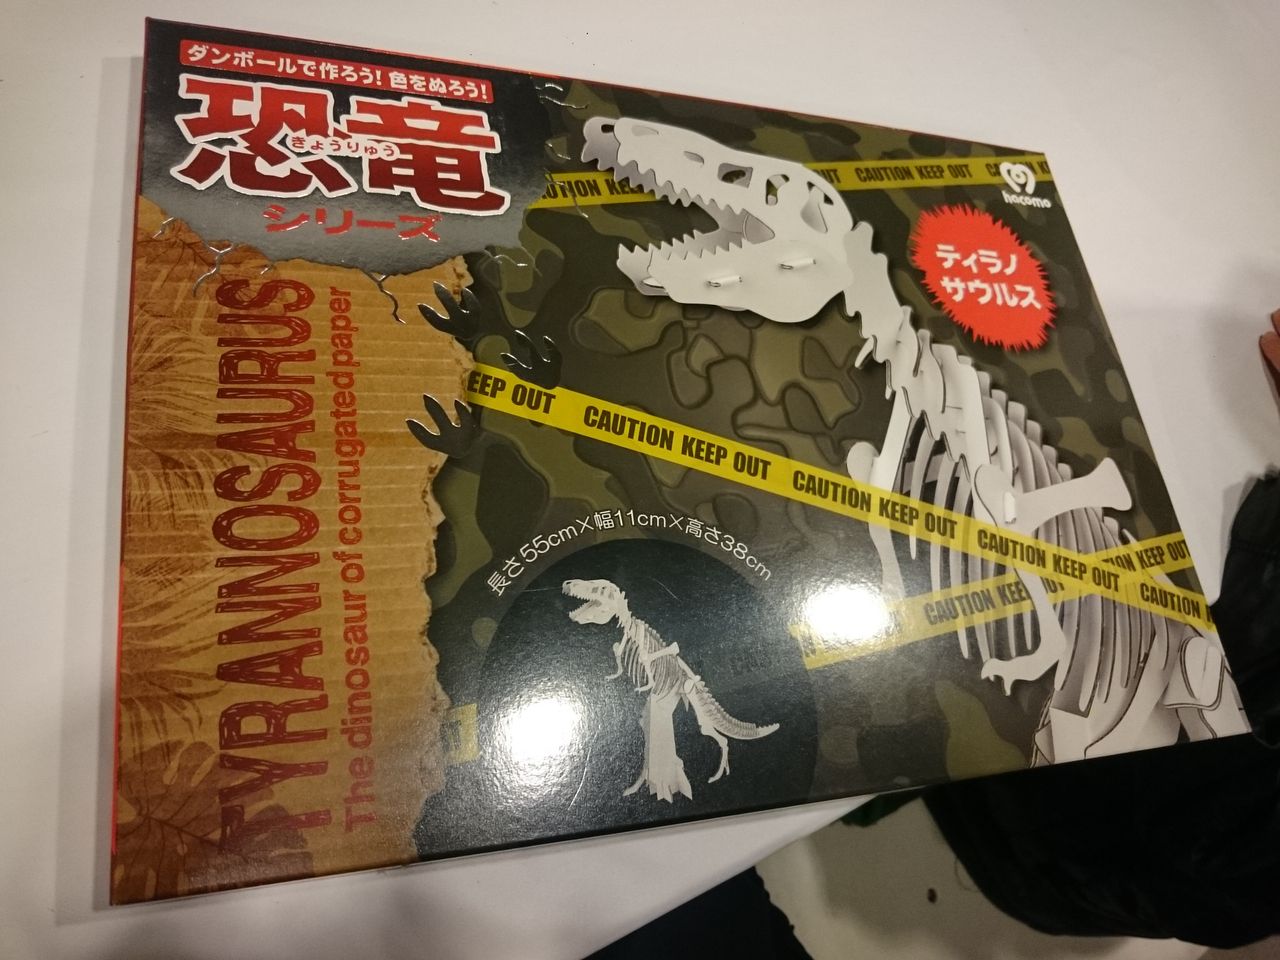 ダンボールで作ろう！色をぬろう！
恐竜
きょうりゅう
シリーズ
TYRANNOSAURUS
The dinosaur of corrugated paper
CAUTION KEEP OUT
hacomo
ティラノ
サウルス
KEEP OUT CAUTION KEEP OUT CAUTION KEEP OUT CAUTION KEEP OUT CAUTION
CAUTION KEEP OUT
長さ55cm×幅11cm×高さ38cm